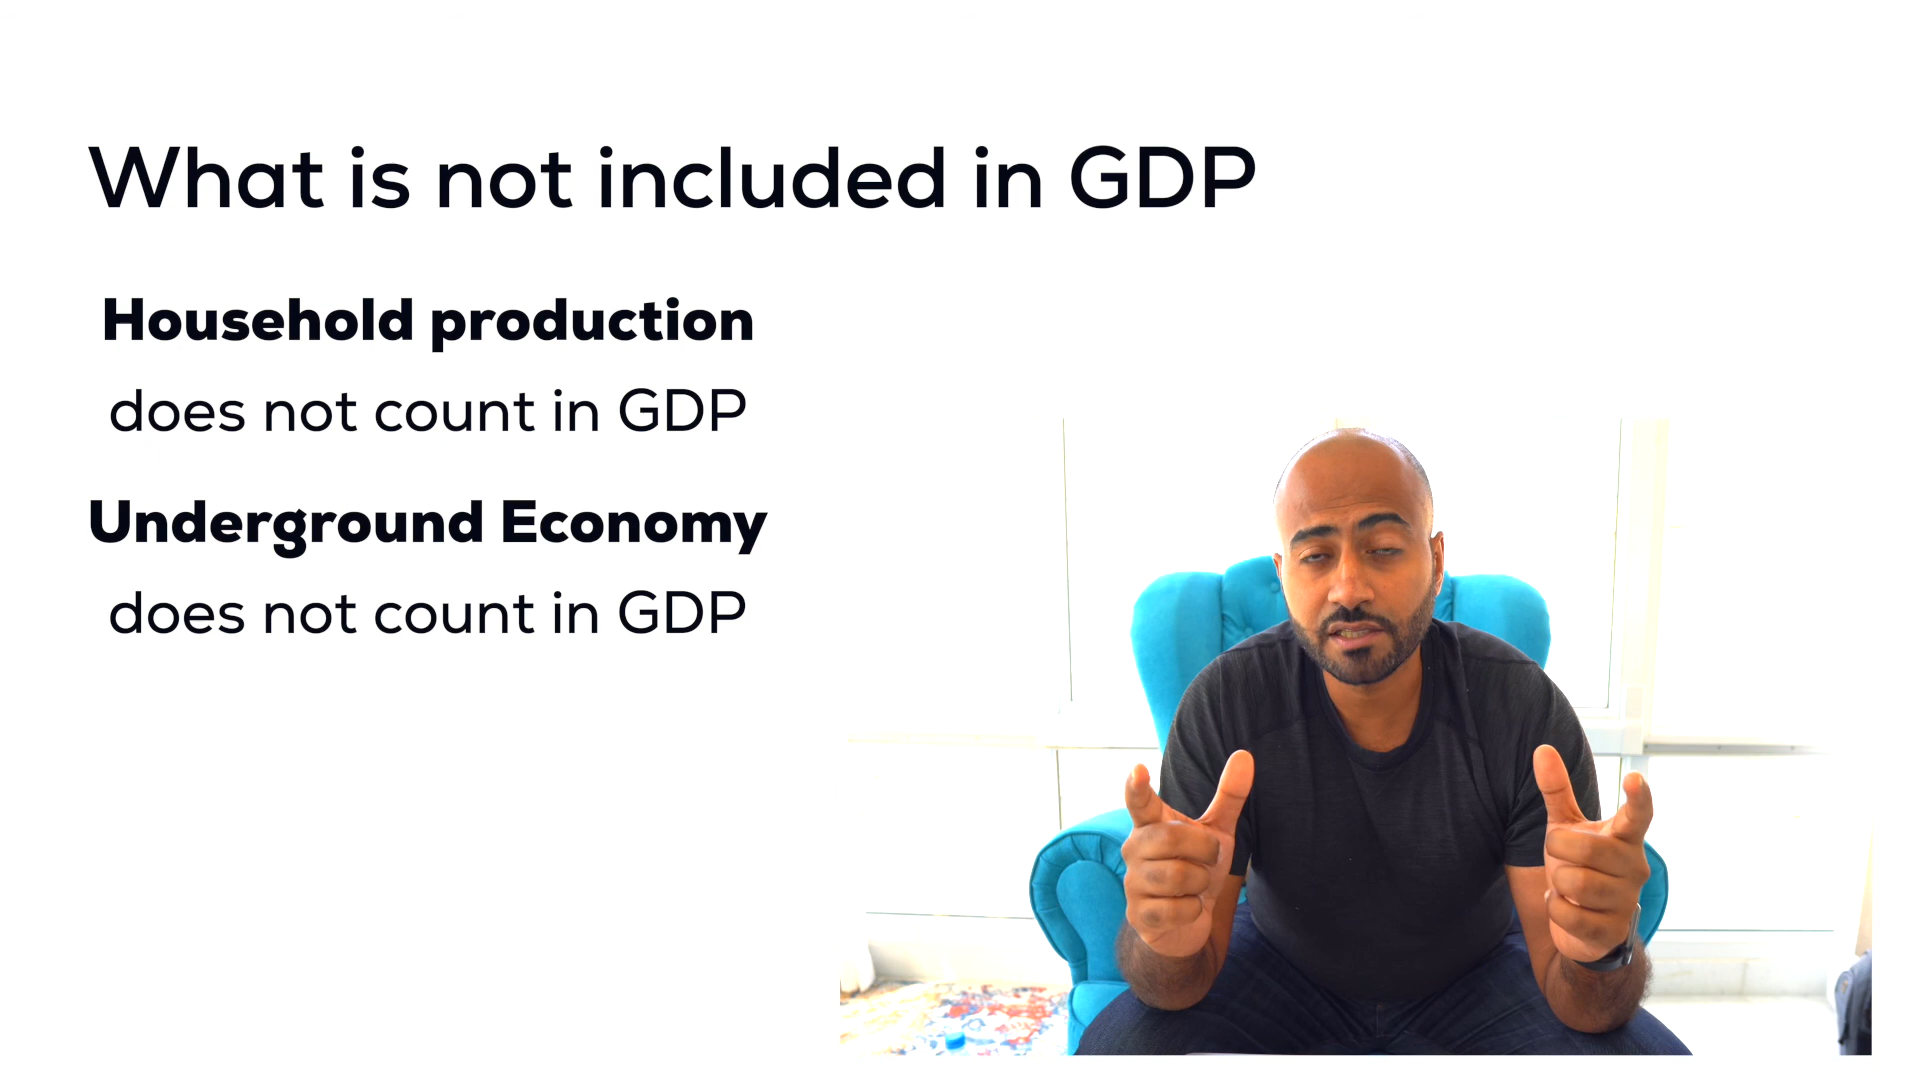 What is not included in GDP
Household production
does not count in GDP
Underground Economy
does not count in GDP